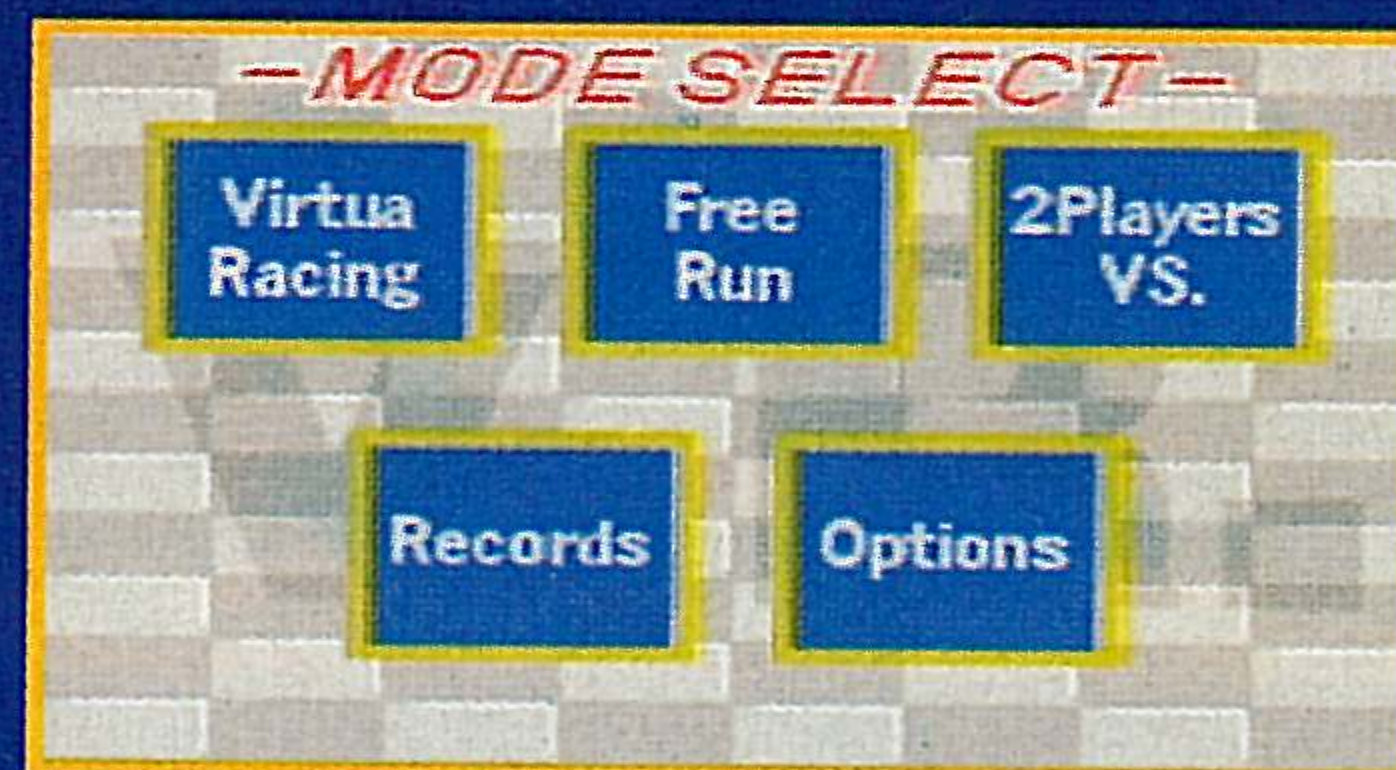 -MODE SELECT-
Virtua
Racing
Free
Run
2Players
VS.
Records
Options